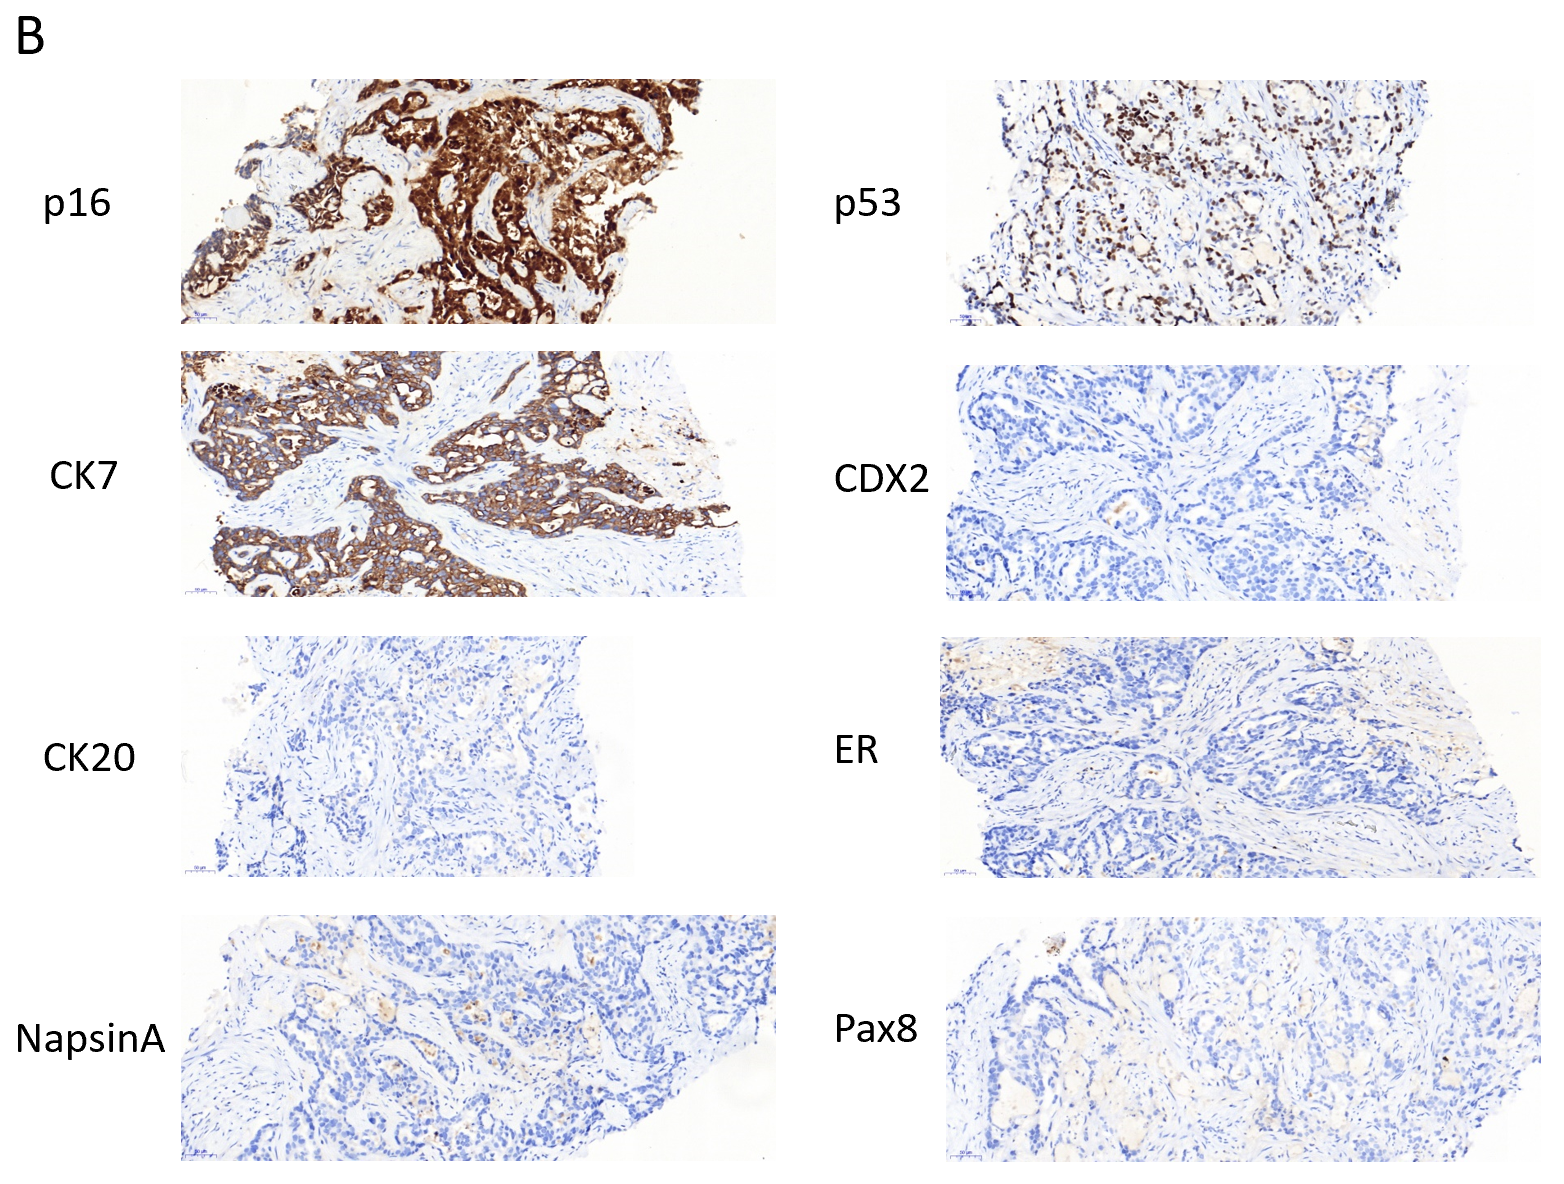 B
p16
p53
CK7
CDX2
CK20
ER
NapsinA
Pax8